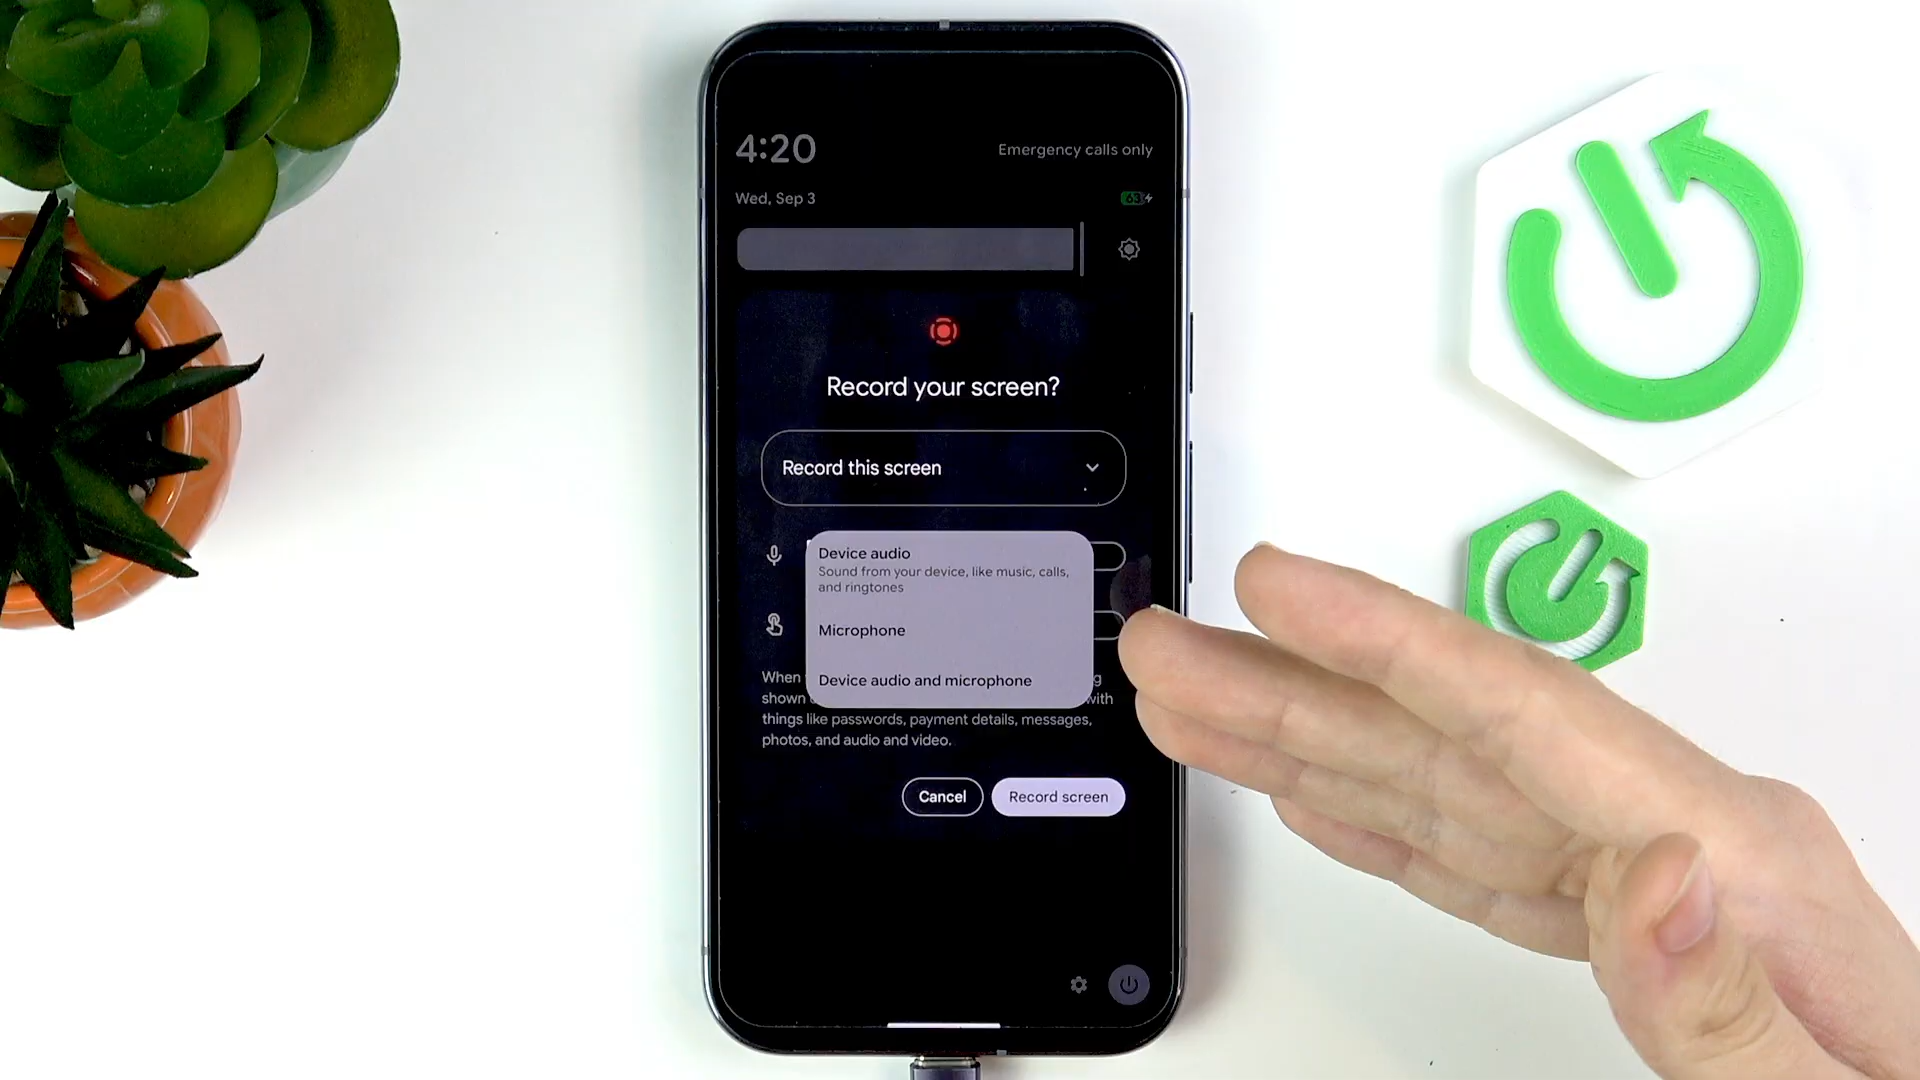 4:20
Emergency calls only
Wed, Sep 3
63
Record your screen?
Record this screen
Device audio
Sound from your device, like music, calls,
and ringtones
Microphone
Device audio and microphone
When
g
shown
with
things like passwords, payment details, messages,
photos, and audio and video.
Cancel
Record screen